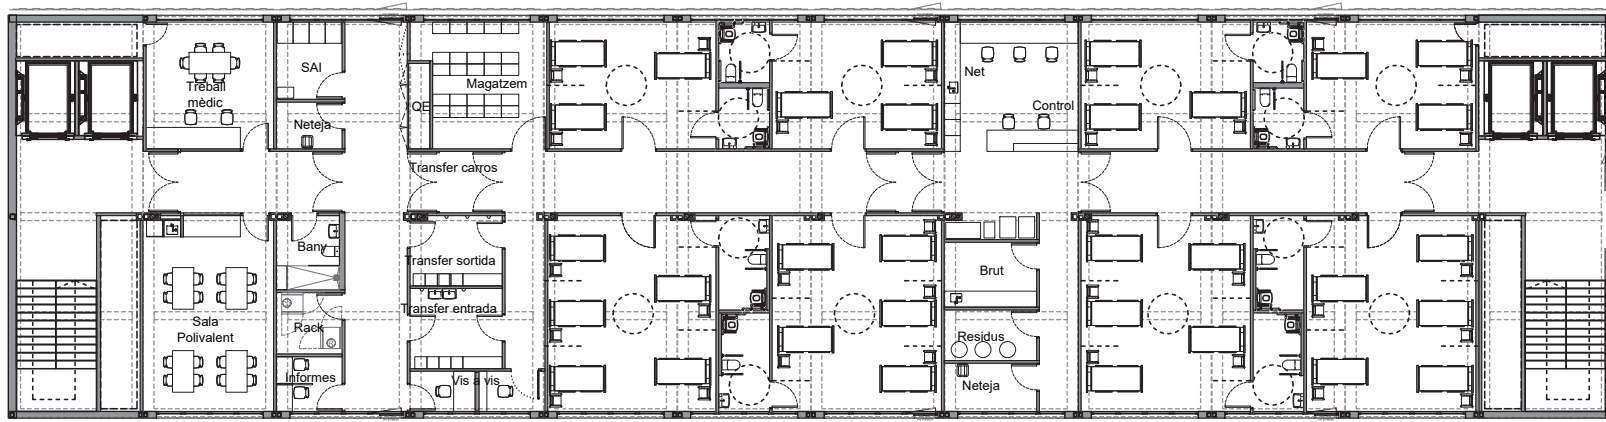 SAI
Treball
mèdic
Neteja
QE
Magatzem
Net
Control
Transfer carros
Bany
Transfer sortida
Transfer entrada
Sala
Polivalent
Rack
Informes
Vis a vis
Brut
Residus
Neteja